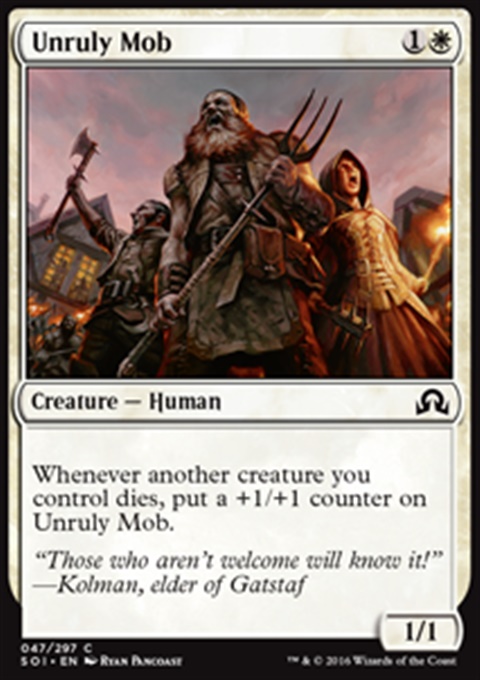 Unruly Mob 1
Creature — Human
Whenever another creature you
control dies, put a +1/+1 counter on
Unruly Mob.
“Those who aren’t welcome will know it!”
—Kolman, elder of Gatstaf
1/1
047/297 C
SOI • EN Ryan Pancoast
™ & © 2016 Wizards of the Coast